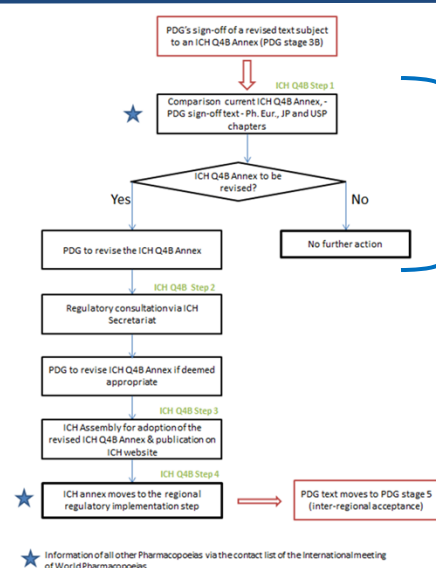 PDG's sign-off of a revised text subject
to an ICH Q4B Annex (PDG stage 3B)
ICH Q4B Step 1
Comparison current ICH Q4B Annex, -
PDG sign-off text - Ph. Eur., JP and USP
chapters
ICH Q4B Annex to be
revised?
Yes
No
PDG to revise the ICH Q4B Annex
No further action
ICH Q4B Step 2
Regulatory consultation via ICH
Secretariat
PDG to revise ICH Q4B Annex if deemed
appropriate
ICH Q4B Step 3
ICH Assembly for adoption of the
revised ICH Q4B Annex & publication on
ICH website
ICH Q4B Step 4
ICH annex moves to the regional
regulatory implementation step
PDG text moves to PDG stage 5
(inter-regional acceptance)
Information of all other Pharmacopoeias via the contact list of the International meeting
of World Pharmacopoeias